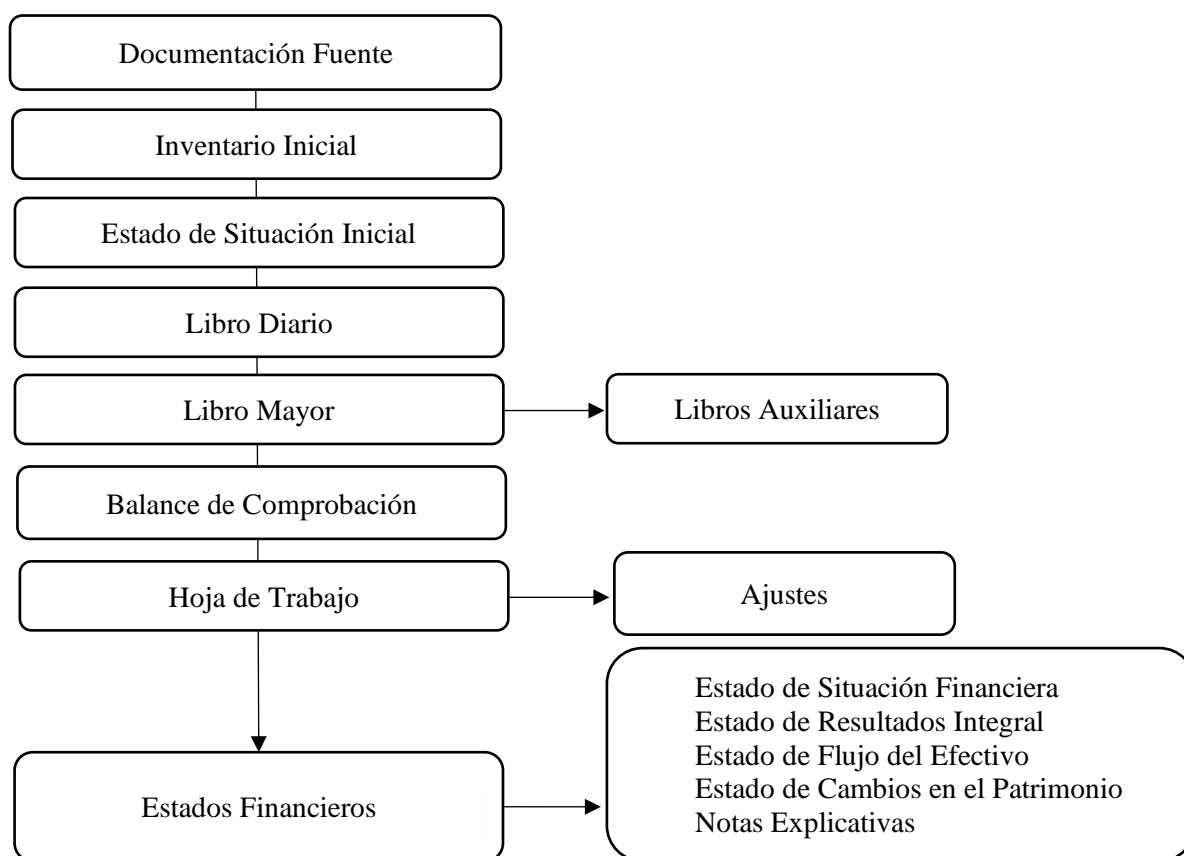 Documentación Fuente
Inventario Inicial
Estado de Situación Inicial
Libro Diario
Libro Mayor
Libros Auxiliares
Balance de Comprobación
Hoja de Trabajo
Ajustes
Estado de Situación Financiera
Estado de Resultados Integral
Estado de Flujo del Efectivo
Estado de Cambios en el Patrimonio
Notas Explicativas
Estados Financieros